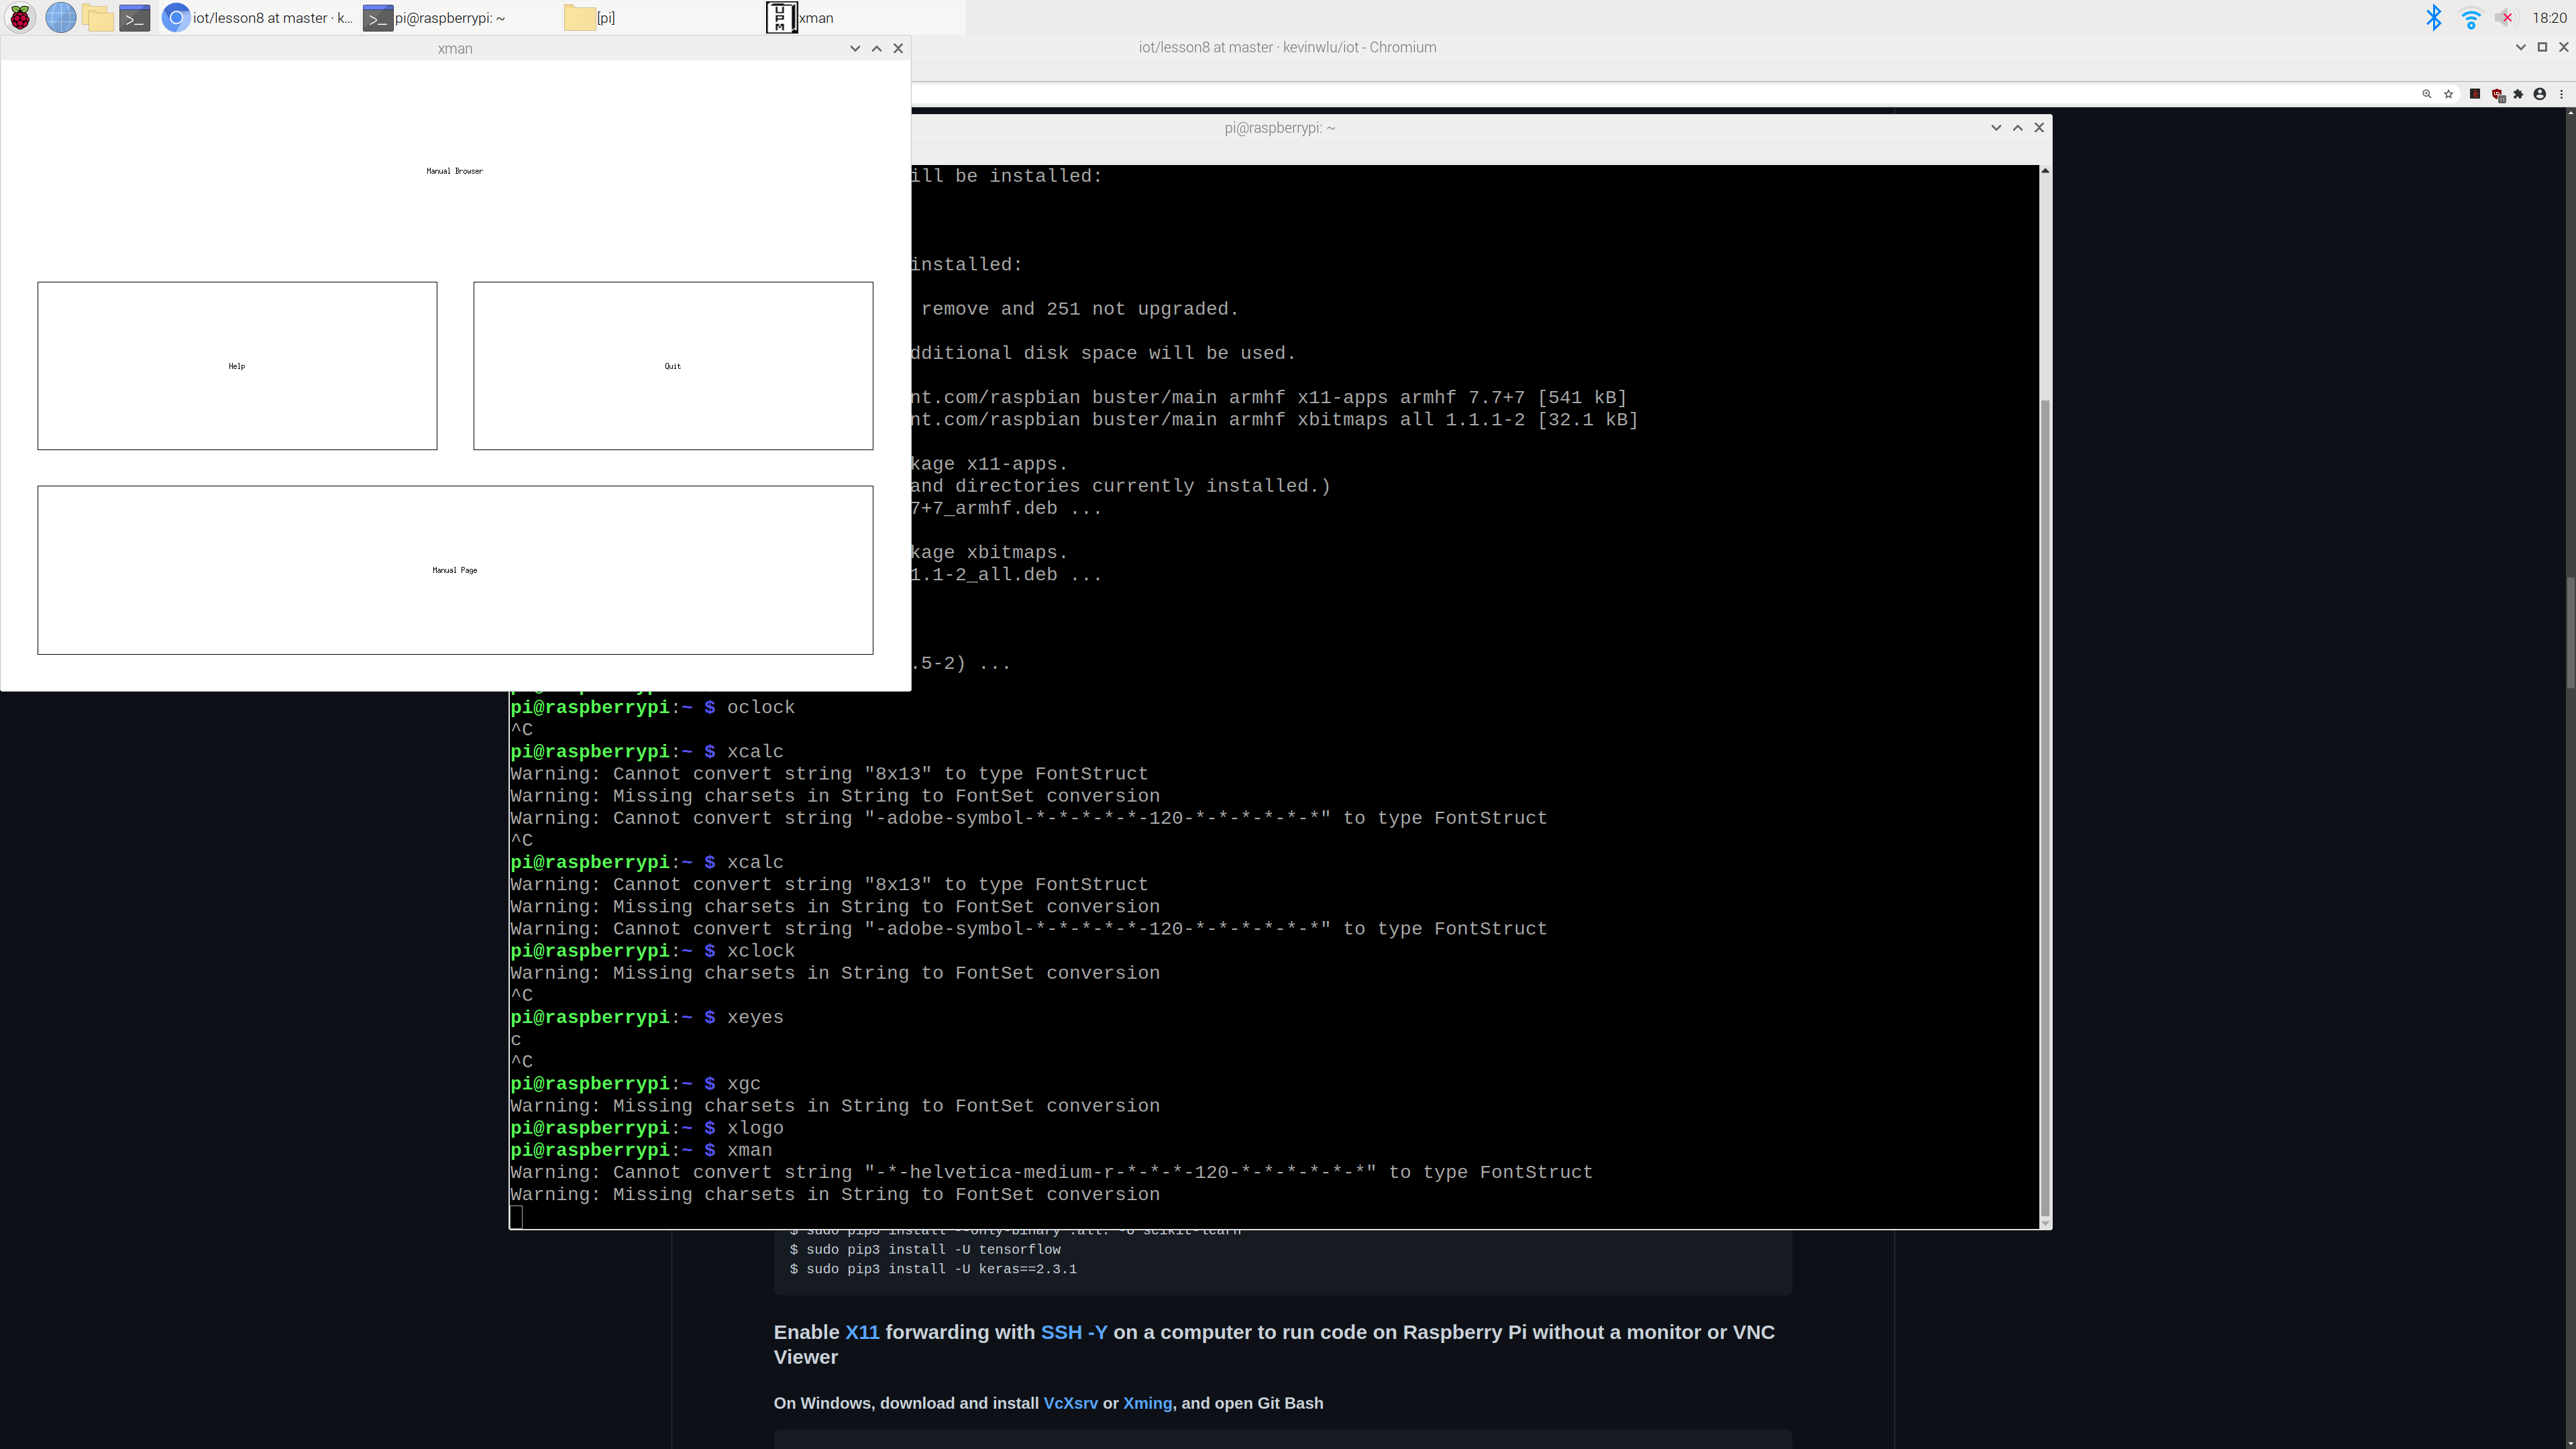 iot/lesson8 at master · k...
pi@raspberrypi: ~
[pi]
UPM
xman
18:20
xman
iot/lesson8 at master · kevinwlu/iot - Chromium
pi@raspberrypi: ~
Manual Browser
Help
Quit
Manual Page
ill be installed:
installed:
remove and 251 not upgraded.
dditional disk space will be used.
nt.com/raspbian buster/main armhf x11-apps armhf 7.7+7 [541 kB]
nt.com/raspbian buster/main armhf xbitmaps all 1.1.1-2 [32.1 kB]
kage x11-apps.
and directories currently installed.)
7+7_armhf.deb ...
kage xbitmaps.
1.1-2_all.deb ...
.5-2) ...
pi@raspberrypi:~ $ oclock
^C
pi@raspberrypi:~ $ xcalc
Warning: Cannot convert string "8x13" to type FontStruct
Warning: Missing charsets in String to FontSet conversion
Warning: Cannot convert string "-adobe-symbol-*-*-*-*-*-120-*-*-*-*-*-*" to type FontStruct
^C
pi@raspberrypi:~ $ xcalc
Warning: Cannot convert string "8x13" to type FontStruct
Warning: Missing charsets in String to FontSet conversion
Warning: Cannot convert string "-adobe-symbol-*-*-*-*-*-120-*-*-*-*-*-*" to type FontStruct
pi@raspberrypi:~ $ xclock
Warning: Missing charsets in String to FontSet conversion
^C
pi@raspberrypi:~ $ xeyes
c
^C
pi@raspberrypi:~ $ xgc
Warning: Missing charsets in String to FontSet conversion
pi@raspberrypi:~ $ xlogo
pi@raspberrypi:~ $ xman
Warning: Cannot convert string "-*-helvetica-medium-r-*-*-*-120-*-*-*-*-*-*" to type FontStruct
Warning: Missing charsets in String to FontSet conversion
$ sudo pip3 install --only-binary :all: -U scikit-learn
$ sudo pip3 install -U tensorflow
$ sudo pip3 install -U keras==2.3.1
Enable X11 forwarding with SSH -Y on a computer to run code on Raspberry Pi without a monitor or VNC
Viewer
On Windows, download and install VcXsrv or Xming, and open Git Bash